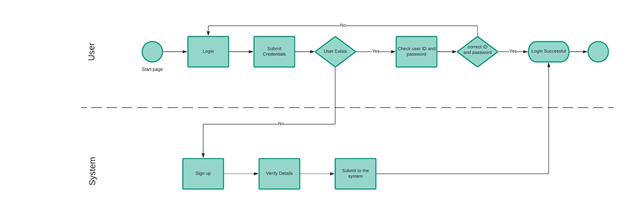 No
User
Login
Submit
Credentials
User Exists
Yes
Check user ID and
password
correct ID
and password
Yes
Login Successful
Start page
No
System
Sign up
Verify Details
Submit to the
system